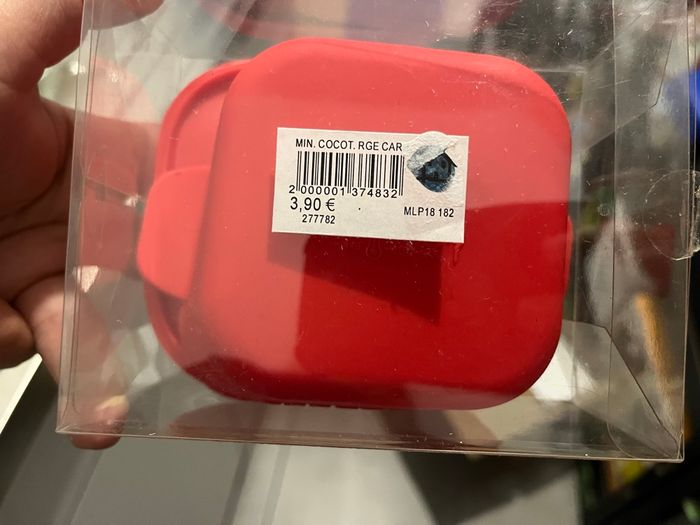 MIN. COCOT. RGE CAR
2 000001 374832
3,90 €
277782
MLP18 182